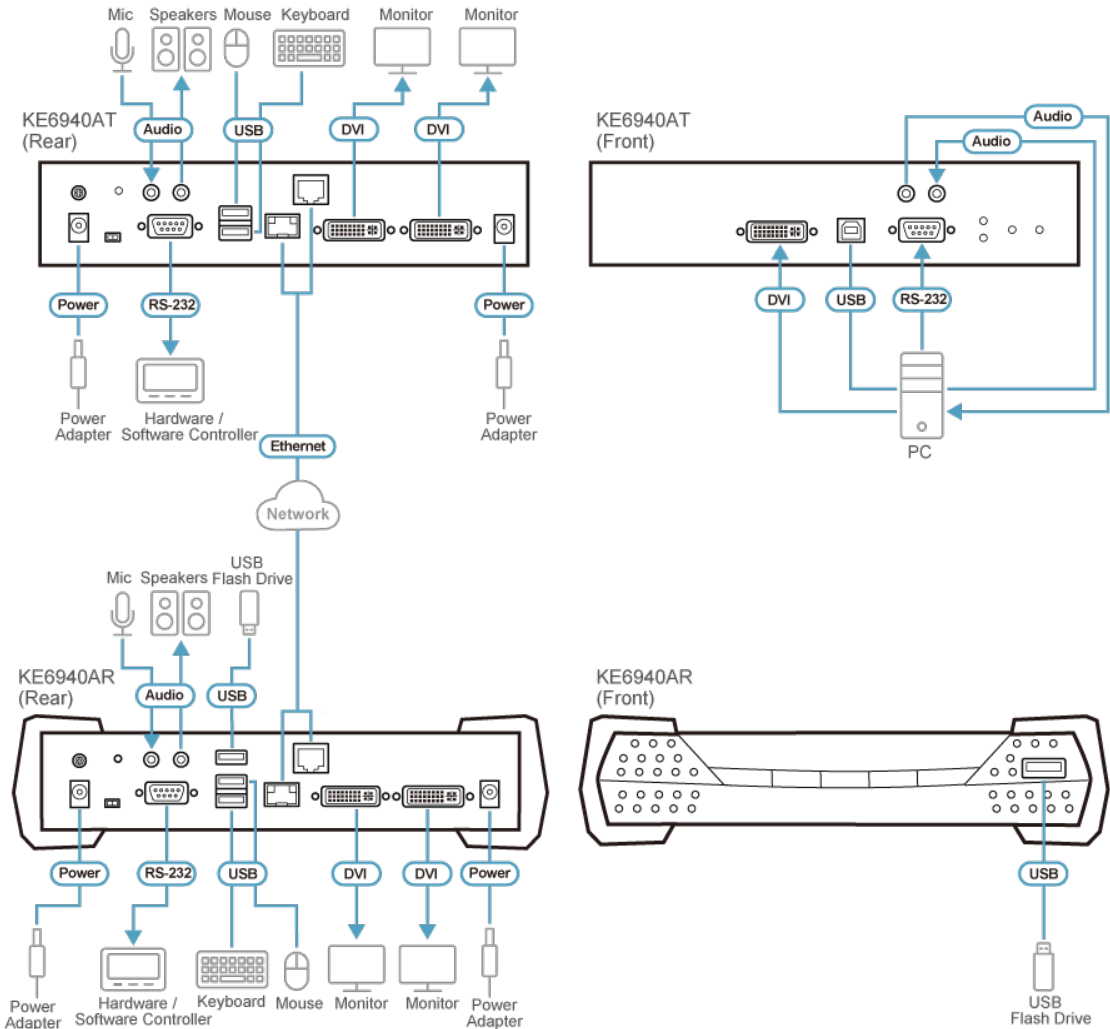 Mic Speakers Mouse Keyboard Monitor Monitor
KE6940AT
(Rear)
Audio
USB
DVI
DVI
Power
RS-232
Power
Power
Adapter
Hardware /
Software Controller
Power
Adapter
Ethernet
Network
KE6940AT
(Front)
Audio
Audio
DVI
USB
RS-232
PC
USB
Flash Drive
Mic Speakers
KE6940AR
(Rear)
Audio
USB
Power
RS-232
USB
DVI
DVI
Power
Power
Adapter
Hardware /
Software Controller
Keyboard
Mouse
Monitor
Monitor
Power
Adapter
KE6940AR
(Front)
USB
USB
Flash Drive